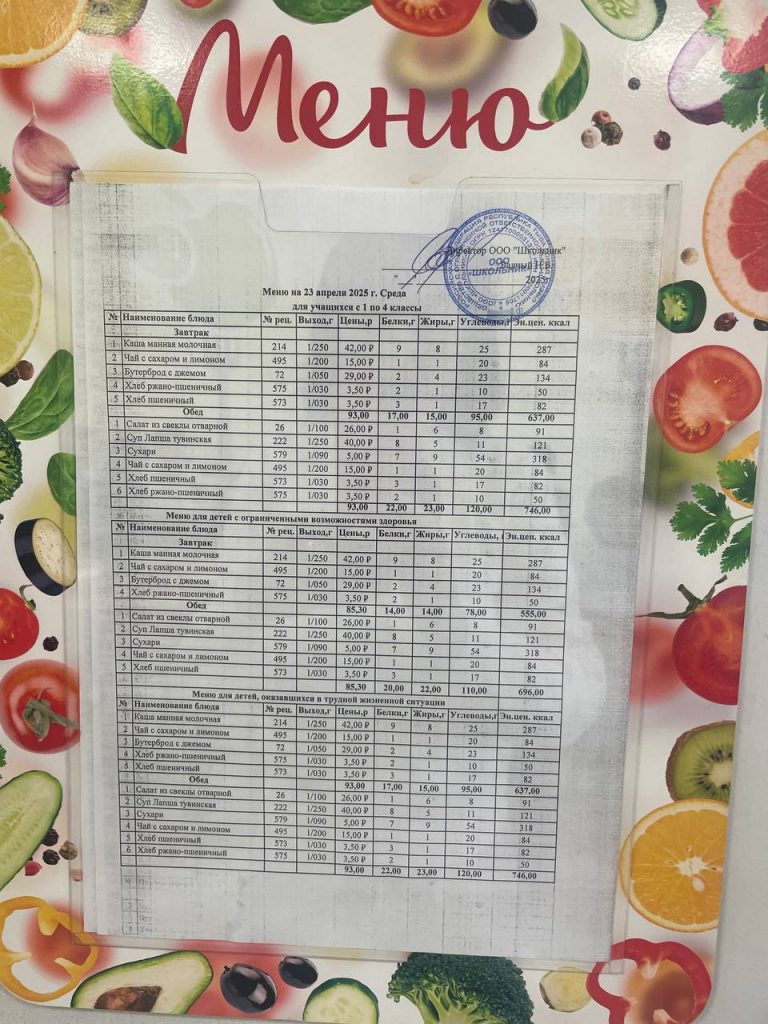 Меню
Директор ООО "Школьник"
2025г.
Меню на 23 апреля 2025 г. Среда
для учащихся с 1 по 4 классы
№ Наименование блюда № рец. Выход,г Цены,р Белки,г Жиры,г Углеводы,г Эн.цен. ккал
Завтрак
1 Каша манная молочная 214 1/250 42,00 ₽ 9 8 25 287
2 Чай с сахаром и лимоном 495 1/200 15,00 ₽ 1 1 20 84
3 Бутерброд с джемом 72 1/050 29,00 ₽ 2 4 23 134
4 Хлеб ржано-пшеничный 575 1/030 3,50 ₽ 2 1 10 50
5 Хлеб пшеничный 573 1/030 3,50 ₽ 3 1 17 82
93,00 17,00 15,00 95,00 637,00
Обед
1 Салат из свеклы отварной 26 1/100 26,00 ₽ 1 6 8 91
2 Суп Лапша тувинская 222 1/250 40,00 ₽ 8 5 11 121
3 Сухари 579 1/090 5,00 ₽ 7 9 54 318
4 Чай с сахаром и лимоном 495 1/200 15,00 ₽ 1 1 20 84
5 Хлеб пшеничный 573 1/030 3,50 ₽ 3 1 17 82
6 Хлеб ржано-пшеничный 575 1/030 3,50 ₽ 2 1 10 50
93,00 22,00 23,00 120,00 746,00
Меню для детей с ограниченными возможностями здоровья
№ Наименование блюда № рец. Выход,г Цены,р Белки,г Жиры,г Углеводы, г Эн.цен. ккал
Завтрак
1 Каша манная молочная 214 1/250 42,00 ₽ 9 8 25 287
2 Чай с сахаром и лимоном 495 1/200 15,00 ₽ 1 1 20 84
3 Бутерброд с джемом 72 1/050 29,00 ₽ 2 4 23 134
4 Хлеб ржано-пшеничный 575 1/030 3,50 ₽ 2 1 10 50
85,30 14,00 14,00 78,00 555,00
Обед
1 Салат из свеклы отварной 26 1/100 26,00 ₽ 1 6 8 91
2 Суп Лапша тувинская 222 1/250 40,00 ₽ 8 5 11 121
3 Сухари 579 1/090 5,00 ₽ 7 9 54 318
4 Чай с сахаром и лимоном 495 1/200 15,00 ₽ 1 1 20 84
5 Хлеб пшеничный 573 1/030 3,50 ₽ 3 1 17 82
85,30 20,00 22,00 110,00 696,00
Меню для детей, оказавшихся в трудной жизненной ситуации
№ Наименование блюда № рец. Выход,г Цены,р Белки,г Жиры,г Углеводы,г Эн.цен. ккал
Завтрак
1 Каша манная молочная 214 1/250 42,00 ₽ 9 8 25 287
2 Чай с сахаром и лимоном 495 1/200 15,00 ₽ 1 1 20 84
3 Бутерброд с джемом 72 1/050 29,00 ₽ 2 4 23 134
4 Хлеб ржано-пшеничный 575 1/030 3,50 ₽ 2 1 10 50
5 Хлеб пшеничный 573 1/030 3,50 ₽ 3 1 17 82
93,00 17,00 15,00 95,00 637,00
Обед
1 Салат из свеклы отварной 26 1/100 26,00 ₽ 1 6 8 91
2 Суп Лапша тувинская 222 1/250 40,00 ₽ 8 5 11 121
3 Сухари 579 1/090 5,00 ₽ 7 9 54 318
4 Чай с сахаром и лимоном 495 1/200 15,00 ₽ 1 1 20 84
5 Хлеб пшеничный 573 1/030 3,50 ₽ 3 1 17 82
6 Хлеб ржано-пшеничный 575 1/030 3,50 ₽ 2 1 10 50
93,00 22,00 23,00 120,00 746,00
ООО
"ШКОЛЬНИК"